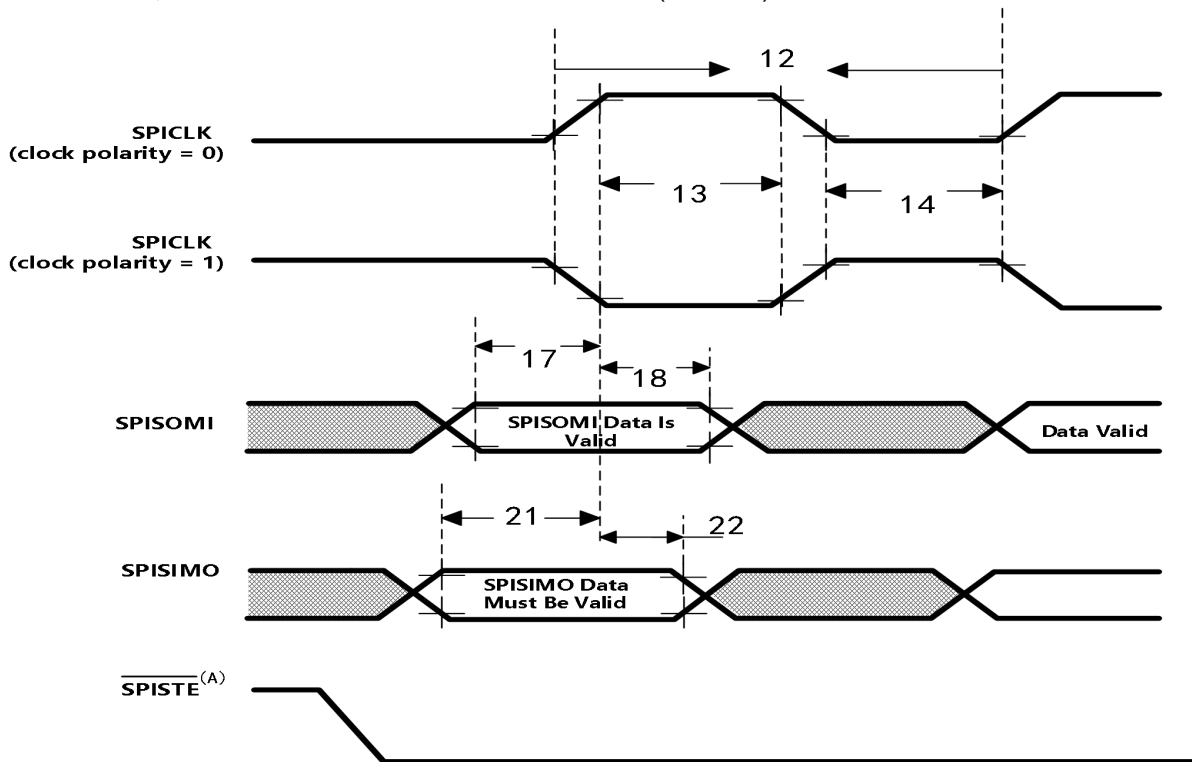 12
SPICLK
(clock polarity = 0)
13
14
SPICLK
(clock polarity = 1)
17
18
SPISOMI
SPISOMI Data Is
Valid
Data Valid
21
22
SPISIMO
SPISIMO Data
Must Be Valid
SPISTE(A)